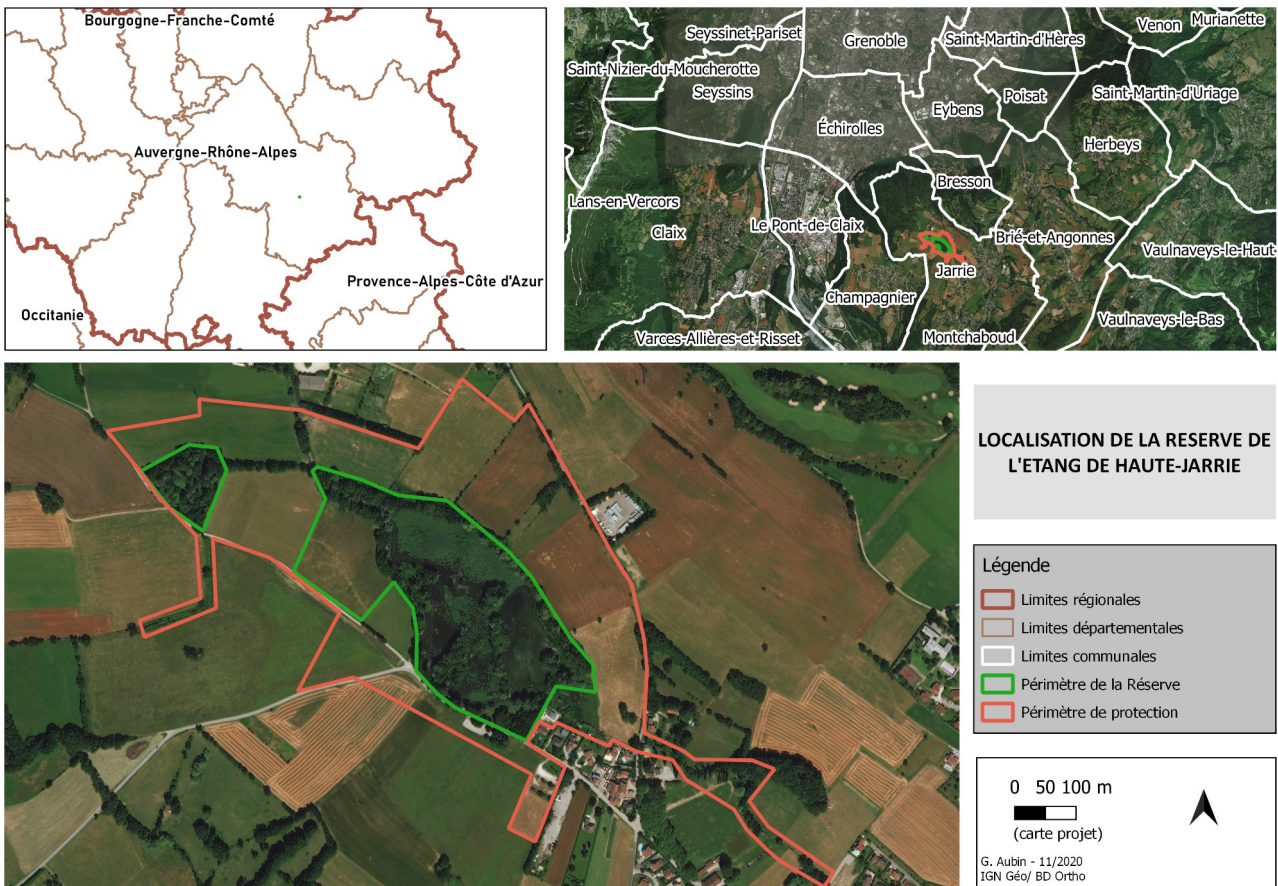 Bourgogne-Franche-Comté
Auvergne-Rhône-Alpes
Provence-Alpes-Côte d'Azur
Occitanie
Seyssinet-Pariset
Grenoble
Saint-Martin-d'Hères
Venon
Murianette
Saint-Nizier-du-Moucherotte
Seyssins
Eybens
Poisat
Saint-Martin-d'Uriage
Échirolles
Herbeys
Bresson
Lans-en-Vercors
Claix
Le Pont-de-Claix
Brié-et-Angonnes
Vaulnaveys-le-Haut
Jarrie
Champagnier
Varces-Allières-et-Risset
Montchaboud
Vaulnaveys-le-Bas
LOCALISATION DE LA RESERVE DE
L'ETANG DE HAUTE-JARRIE
Légende
Limites régionales
Limites départementales
Limites communales
Périmètre de la Réserve
Périmètre de protection
0 50 100 m
(carte projet)
G. Aubin - 11/2020
IGN Géo/ BD Ortho